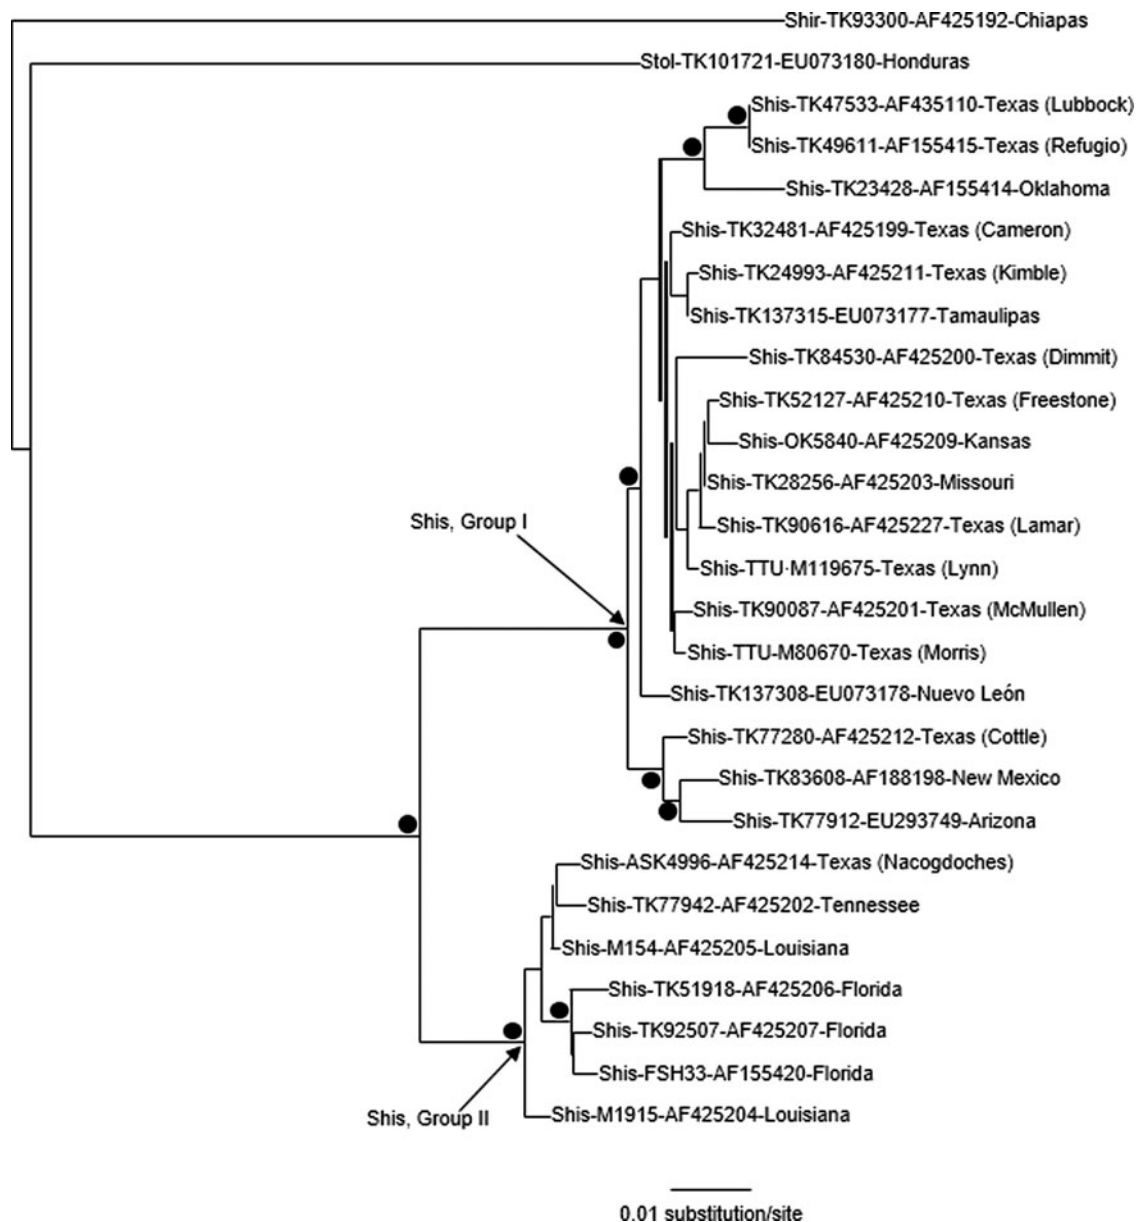 Shir-TK93300-AF425192-Chiapas
Stol-TK101721-EU073180-Honduras
Shis-TK47533-AF435110-Texas (Lubbock)
Shis-TK49611-AF155415-Texas (Refugio)
Shis-TK23428-AF155414-Oklahoma
Shis-TK32481-AF425199-Texas (Cameron)
Shis-TK24993-AF425211-Texas (Kimble)
Shis-TK137315-EU073177-Tamaulipas
Shis-TK84530-AF425200-Texas (Dimmit)
Shis-TK52127-AF425210-Texas (Freestone)
Shis-OK5840-AF425209-Kansas
Shis-TK28256-AF425203-Missouri
Shis, Group I
Shis-TK90616-AF425227-Texas (Lamar)
Shis-TTU·M119675-Texas (Lynn)
Shis-TK90087-AF425201-Texas (McMullen)
Shis-TTU-M80670-Texas (Morris)
Shis-TK137308-EU073178-Nuevo León
Shis-TK77280-AF425212-Texas (Cottle)
Shis-TK83608-AF188198-New Mexico
Shis-TK77912-EU293749-Arizona
Shis-ASK4996-AF425214-Texas (Nacogdoches)
Shis-TK77942-AF425202-Tennessee
Shis-M154-AF425205-Louisiana
Shis-TK51918-AF425206-Florida
Shis-TK92507-AF425207-Florida
Shis-FSH33-AF155420-Florida
Shis-M1915-AF425204-Louisiana
Shis, Group II
0.01 substitution/site